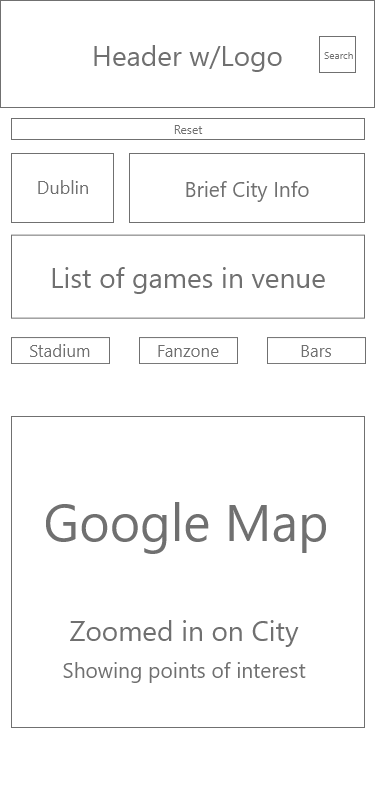 Header w/Logo
Search
Reset
Dublin
Brief City Info
List of games in venue
Stadium
Fanzone
Bars
Google Map
Zoomed in on City
Showing points of interest